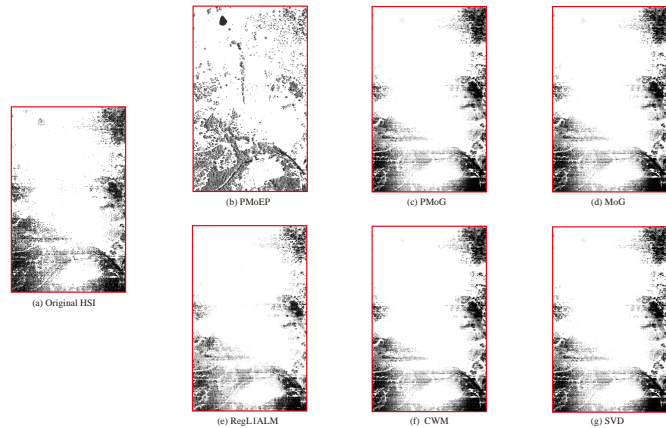 (b) PMoEP
(c) PMoG
(d) MoG
(a) Original HSI
(e) RegL1ALM
(f) CWM
(g) SVD